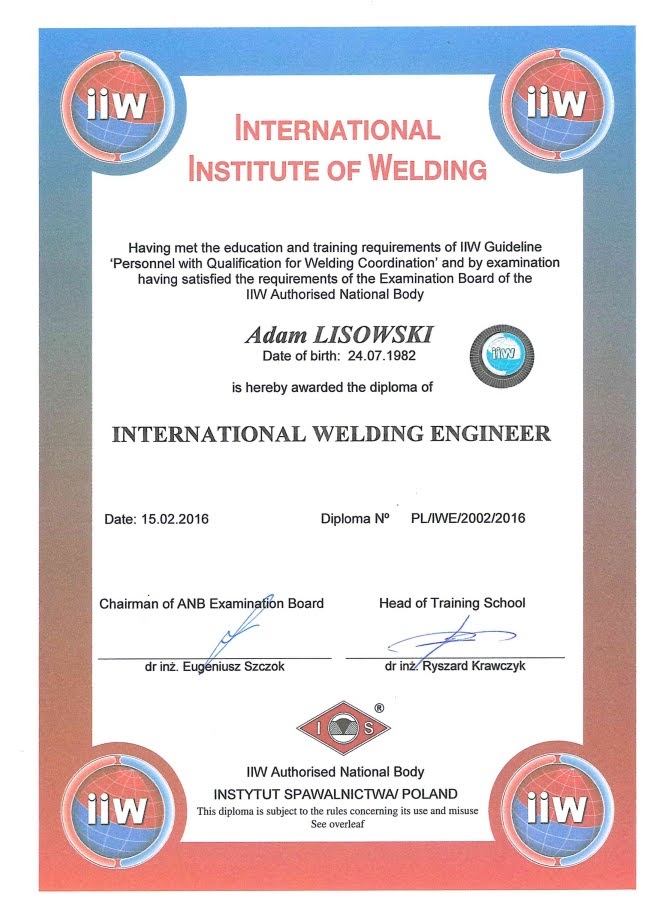 iiW
iiW
INTERNATIONAL
INSTITUTE OF WELDING
Having met the education and training requirements of IIW Guideline
'Personnel with Qualification for Welding Coordination' and by examination
having satisfied the requirements of the Examination Board of the
IIW Authorised National Body
Adam LISOWSKI
Date of birth: 24.07.1982
iiW
is hereby awarded the diploma of
INTERNATIONAL WELDING ENGINEER
Date: 15.02.2016 Diploma Nº PL/IWE/2002/2016
Chairman of ANB Examination Board Head of Training School
dr inż. Eugeniusz Szczok dr inż. Ryszard Krawczyk
®
I S
IIW Authorised National Body
INSTYTUT SPAWALNICTWA/ POLAND
This diploma is subject to the rules concerning its use and misuse
See overleaf
iiW
iiW